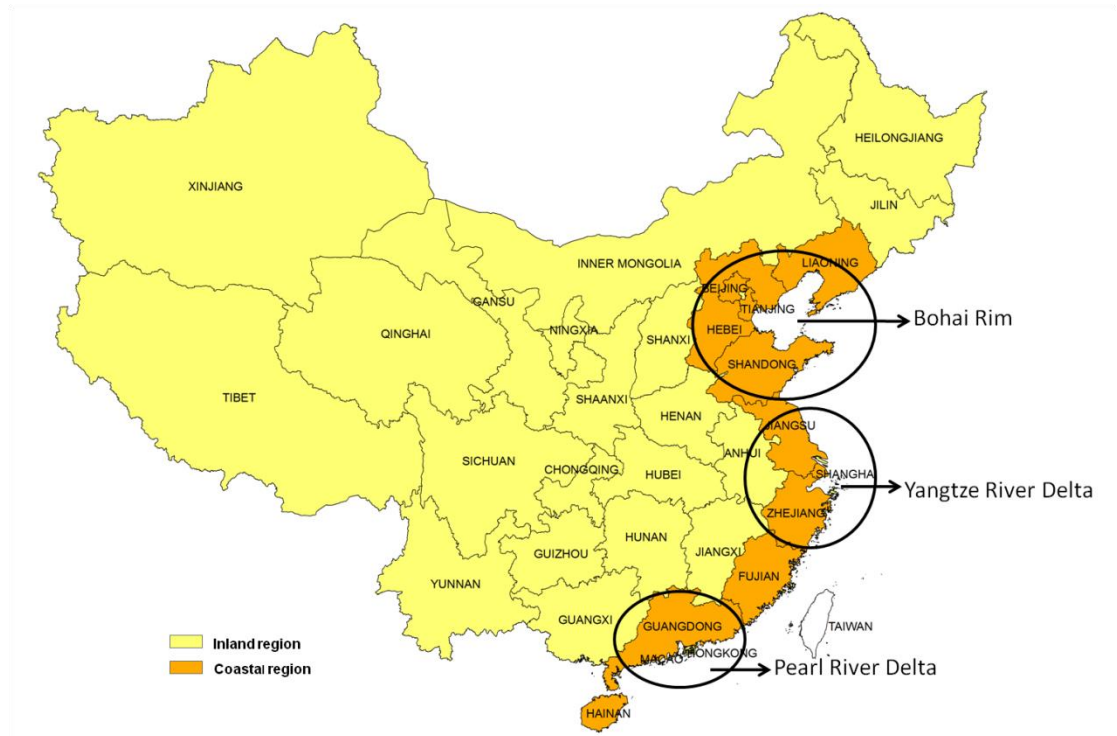 HEILONGJIANG
XINJIANG
JILIN
INNER MONGOLIA
LIAONING
BEIJING
GANSU
TIANJING
Bohai Rim
QINGHAI
NINGXIA
HEBEI
SHANXI
SHANDONG
TIBET
SHAANXI
HENAN
JIANGSU
ANHUI
SICHUAN
CHONGQING
HUBEI
SHANGHA
Yangtze River Delta
ZHEJIANG
HUNAN
GUIZHOU
JIANGXI
YUNNAN
FUJIAN
GUANGXI
GUANGDONG
TAIWAN
Inland region
HONGKONG
MACAO
Coastal region
Pearl River Delta
HAINAN